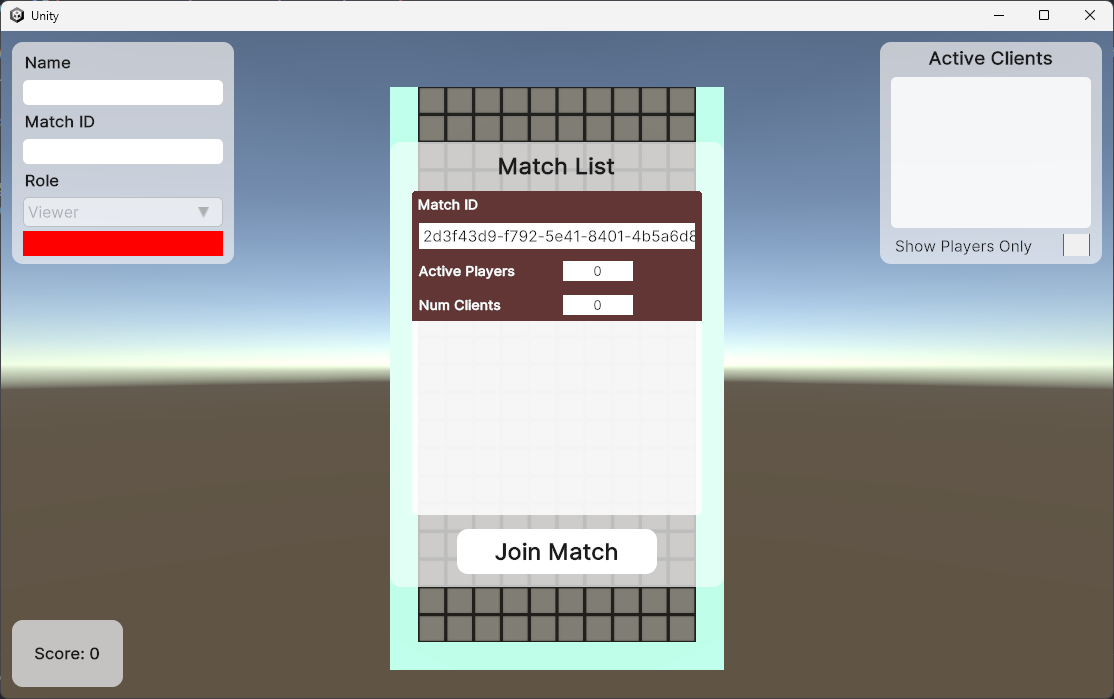 Unity
Name
Match ID
Role
Viewer
Active Clients
Show Players Only
Match List
Match ID
2d3f43d9-f792-5e41-8401-4b5a6d8
Active Players 0
Num Clients 0
Join Match
Score: 0